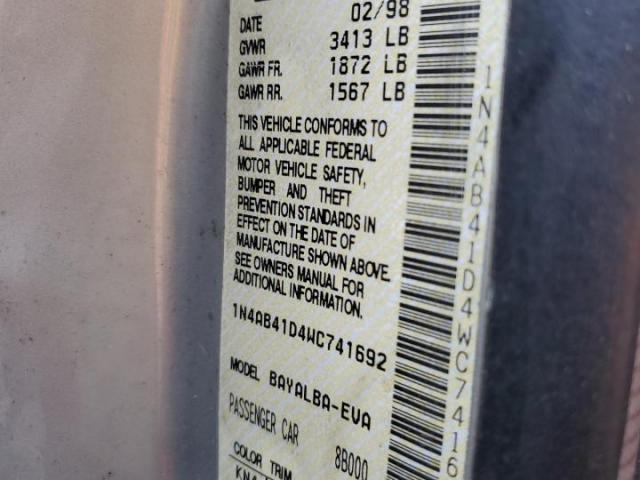 DATE 02/98
GVWR 3413 LB
GAWR FR. 1872 LB
GAWR RR. 1567 LB
THIS VEHICLE CONFORMS TO
ALL APPLICABLE FEDERAL
MOTOR VEHICLE SAFETY,
BUMPER AND THEFT
PREVENTION STANDARDS IN
EFFECT ON THE DATE OF
MANUFACTURE SHOWN ABOVE.
SEE OWNERS MANUAL FOR
ADDITIONAL INFORMATION.
1N4AB41D4WC741692
MODEL BAYALBA-EVA
PASSENGER CAR 8B000
COLOR TRIM
1N4AB41D4WC7416